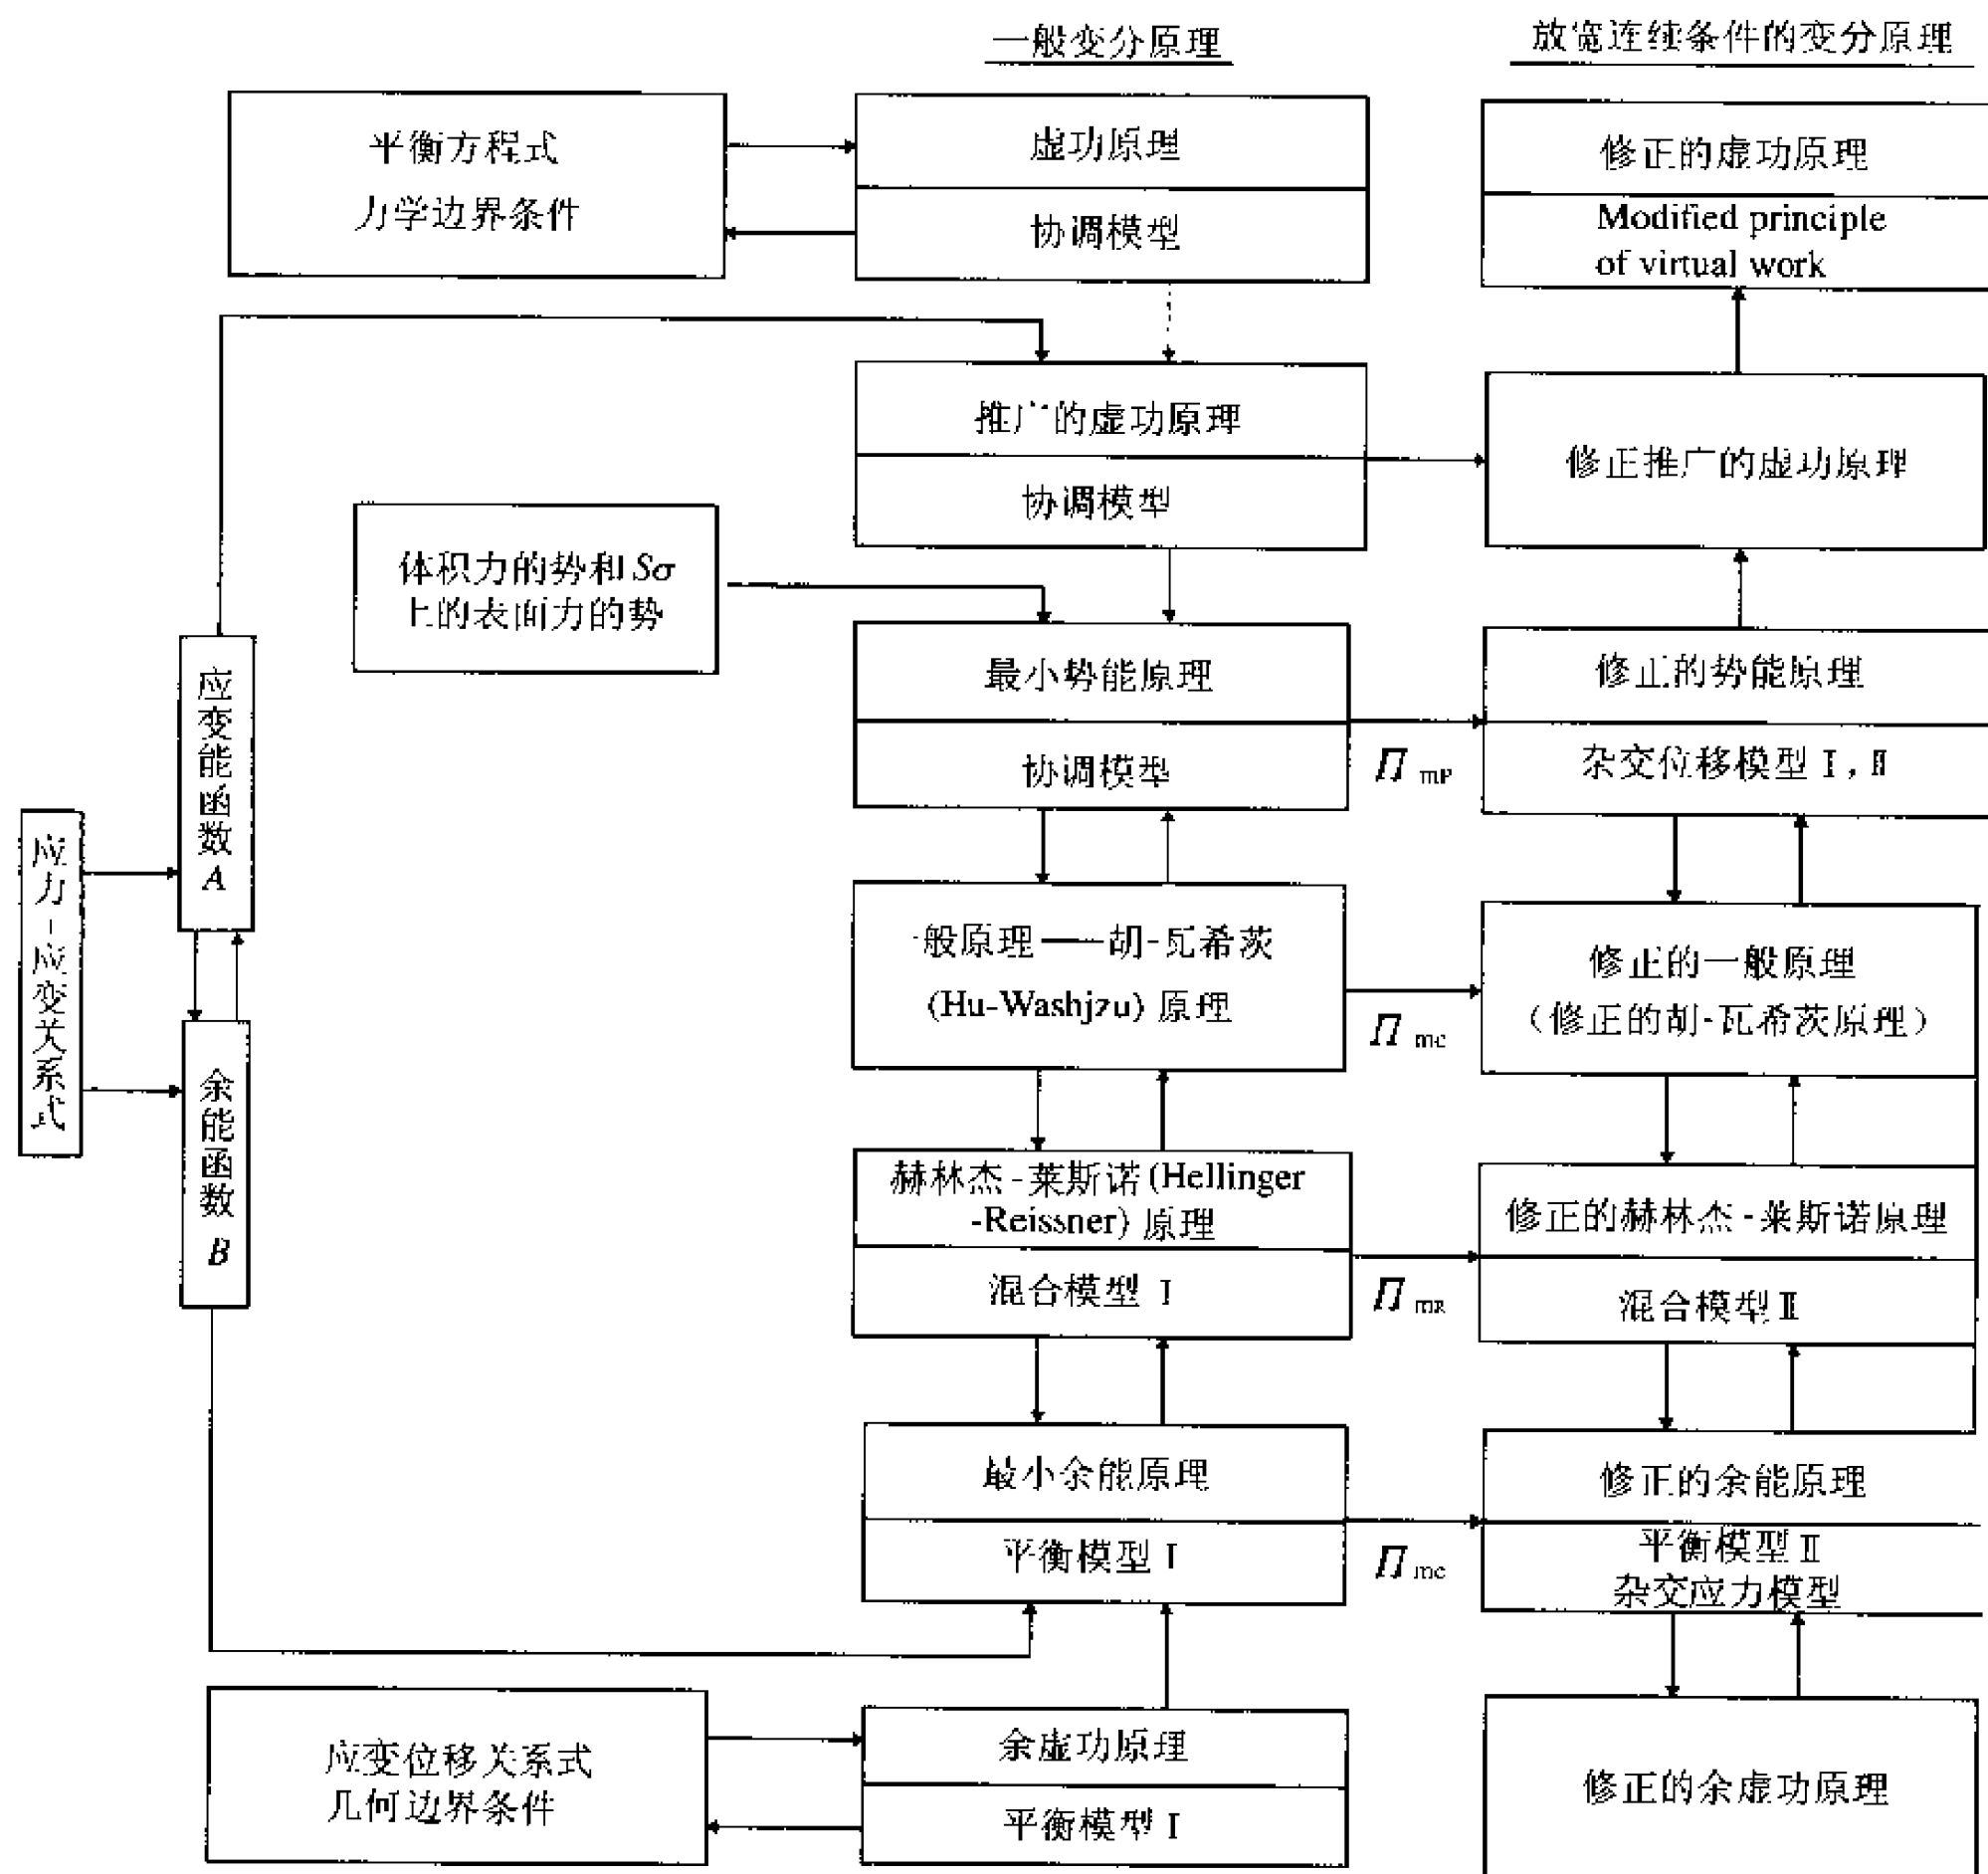 一般变分原理
放宽连续条件的变分原理
平衡方程式
力学边界条件
虚功原理
协调模型
修正的虚功原理
Modified principle
of virtual work
推广的虚功原理
协调模型
修正推广的虚功原理
体积力的势和 Sσ
上的表面力的势
最小势能原理
协调模型
Π mP
修正的势能原理
杂交位移模型 Ⅰ, Ⅱ
应力-应变关系式
应变能函数 A
余能函数 B
一般原理——胡-瓦希茨
(Hu-Washjzu) 原理
Π mc
修正的一般原理
（修正的胡-瓦希茨原理）
赫林杰-莱斯诺(Hellinger
-Reissner) 原理
混合模型 Ⅰ
Π mR
修正的赫林杰-莱斯诺原理
混合模型 Ⅱ
最小余能原理
平衡模型 Ⅰ
Π mc
修正的余能原理
平衡模型 Ⅱ
杂交应力模型
应变位移关系式
几何边界条件
余虚功原理
平衡模型 Ⅰ
修正的余虚功原理